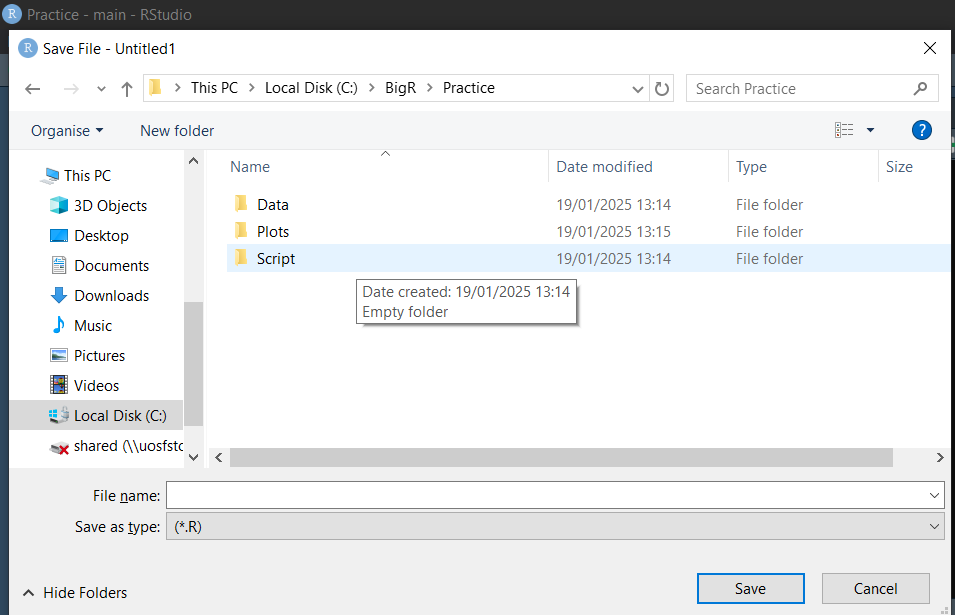 R Practice - main - RStudio
R Save File - Untitled1
This PC > Local Disk (C:) > BigR > Practice
Search Practice
Organise
New folder
?
This PC
3D Objects
Desktop
Documents
Downloads
Music
Pictures
Videos
Local Disk (C:)
shared (\\uosfstc
Name Date modified Type Size
Data 19/01/2025 13:14 File folder
Plots 19/01/2025 13:15 File folder
Script 19/01/2025 13:14 File folder
Date created: 19/01/2025 13:14
Empty folder
File name:
Save as type: (*.R)
Hide Folders
Save
Cancel